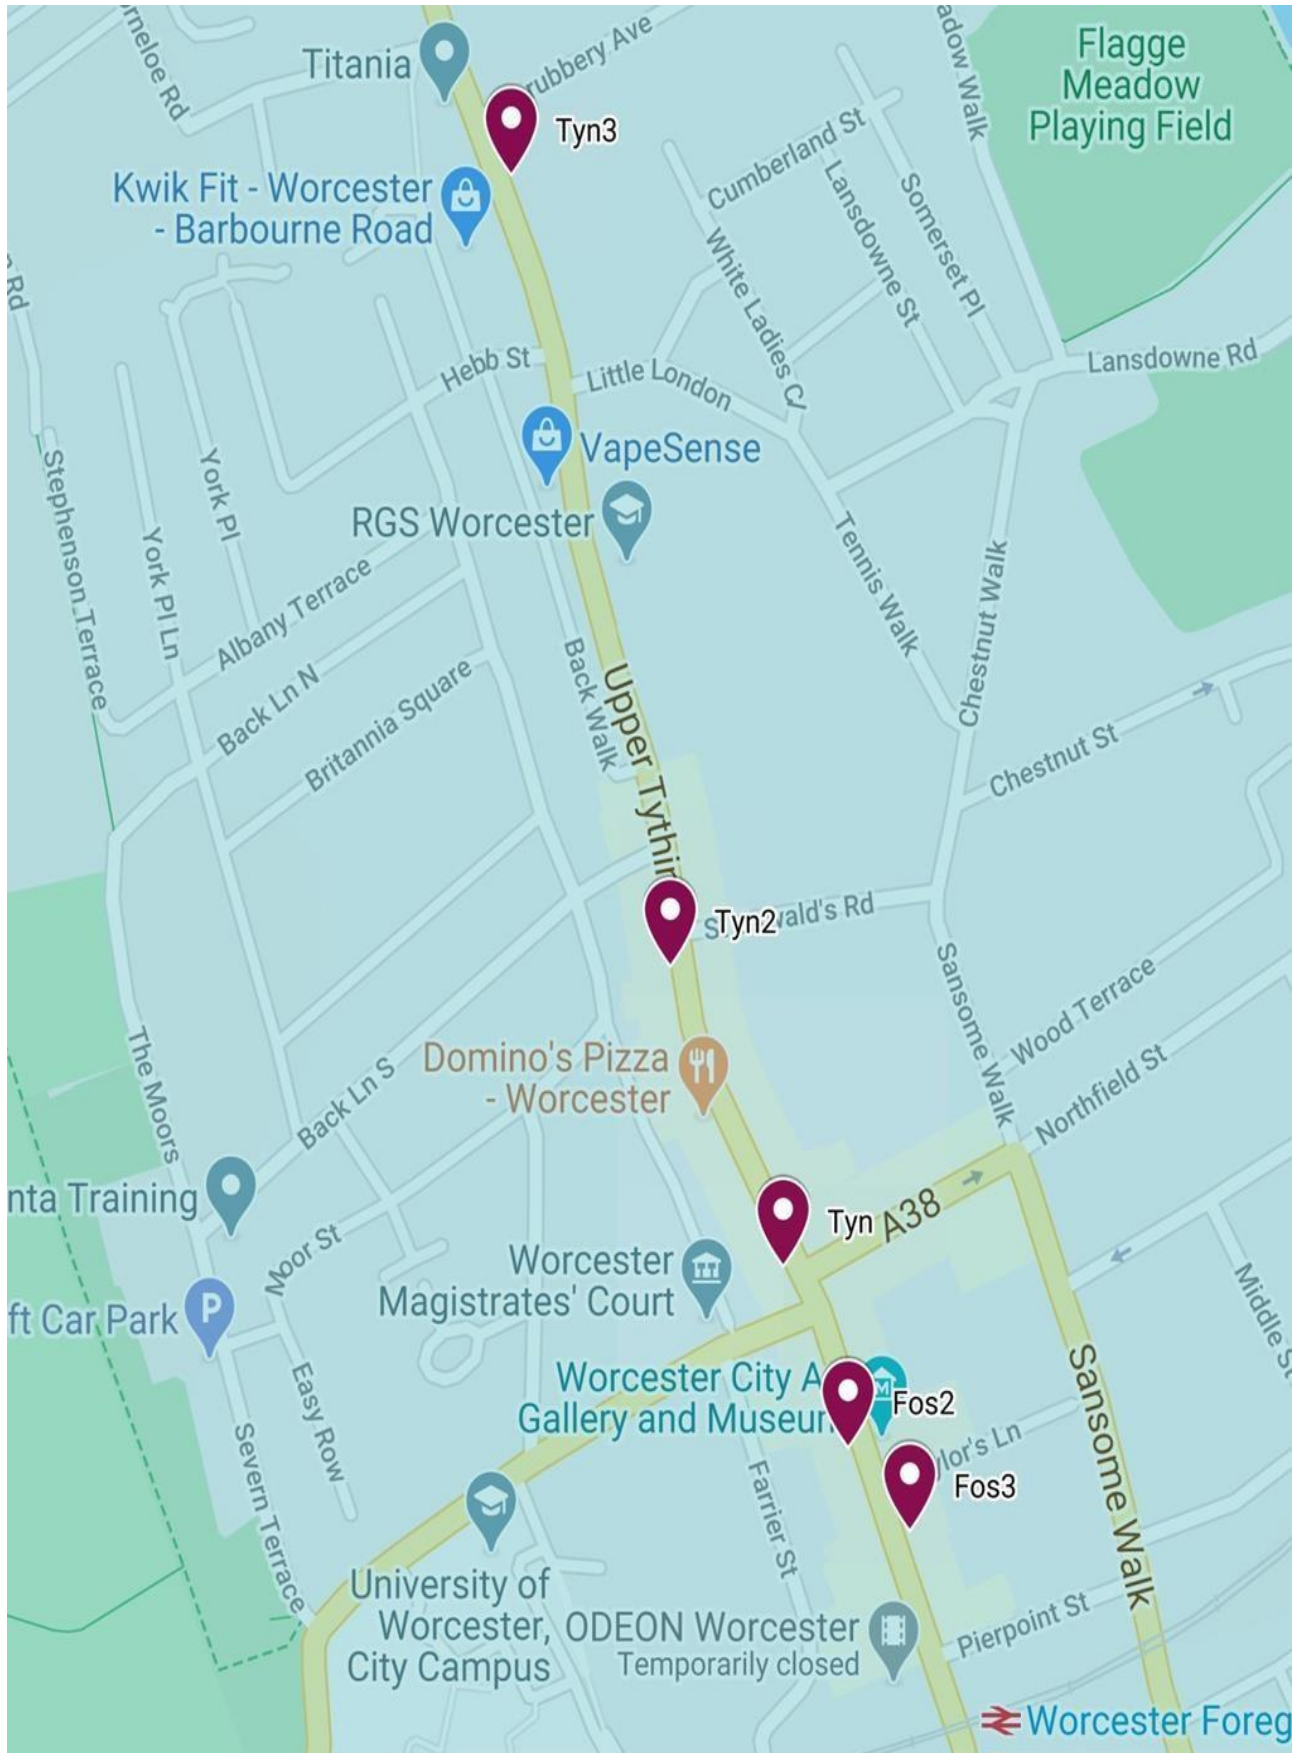 Titania
rubbery Ave
Flagge
Meadow
Playing Field
Tyn3
Kwik Fit - Worcester
- Barbourne Road
Cumberland St
Lansdowne St
Somerset Pl
White Ladies Cl
Hebb St
Little London
Lansdowne Rd
VapeSense
RGS Worcester
York Pl
York Pl Ln
Stephenson Terrace
Albany Terrace
Back Ln N
Britannia Square
Back Walk
Upper Tythin
Tennis Walk
Chestnut Walk
Chestnut St
Tyn2
wald's Rd
Sansome Walk
Wood Terrace
Northfield St
The Moors
Domino's Pizza
- Worcester
Back Ln S
nta Training
Moor St
Tyn
A38
Worcester
Magistrates' Court
ft Car Park
P
Middle S
Easy Row
Worcester City A
Gallery and Museu
M
Fos2
ylor's Ln
Fos3
Sansome Walk
Severn Terrace
Farrier St
University of
Worcester,
City Campus
ODEON Worcester
Temporarily closed
Pierpoint St
Worcester Foreg